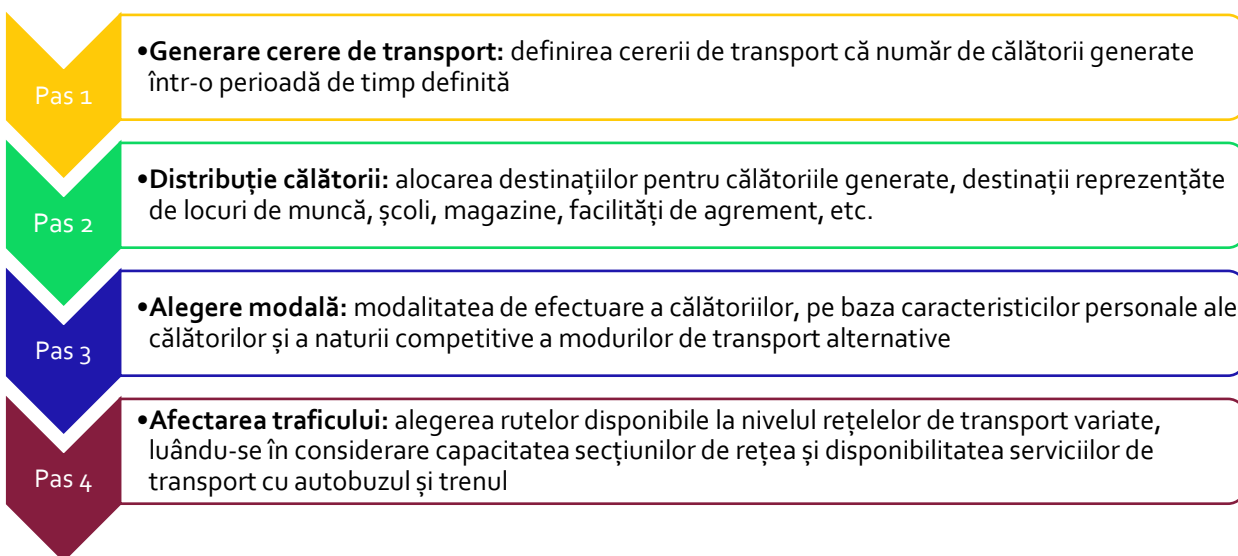 Pas 1
•Generare cerere de transport: definirea cererii de transport că număr de călătorii generate
într-o perioadă de timp definită
Pas 2
•Distribuție călătorii: alocarea destinațiilor pentru călătoriile generate, destinații reprezențăte
de locuri de muncă, școli, magazine, facilități de agrement, etc.
Pas 3
•Alegere modală: modalitatea de efectuare a călătoriilor, pe baza caracteristicilor personale ale
călătorilor și a naturii competitive a modurilor de transport alternative
Pas 4
•Afectarea traficului: alegerea rutelor disponibile la nivelul rețelelor de transport variate,
luându-se în considerare capacitatea secțiunilor de rețea și disponibilitatea serviciilor de
transport cu autobuzul și trenul